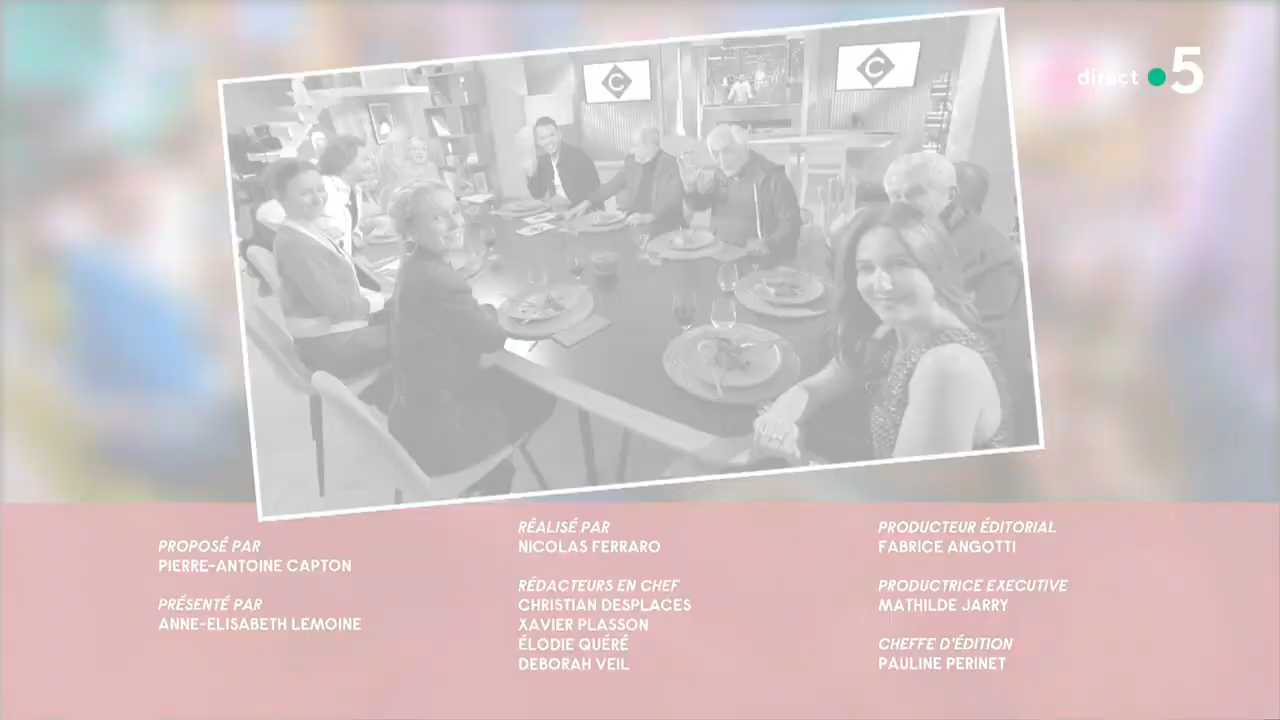 C
C
direct 5
PROPOSÉ PAR
PIERRE-ANTOINE CAPTON
PRÉSENTÉ PAR
ANNE-ELISABETH LEMOINE
RÉALISÉ PAR
NICOLAS FERRARO
RÉDACTEURS EN CHEF
CHRISTIAN DESPLACES
XAVIER PLASSON
ÉLODIE QUÉRÉ
DEBORAH VEIL
PRODUCTEUR ÉDITORIAL
FABRICE ANGOTTI
PRODUCTRICE EXECUTIVE
MATHILDE JARRY
CHEFFE D'ÉDITION
PAULINE PERINET